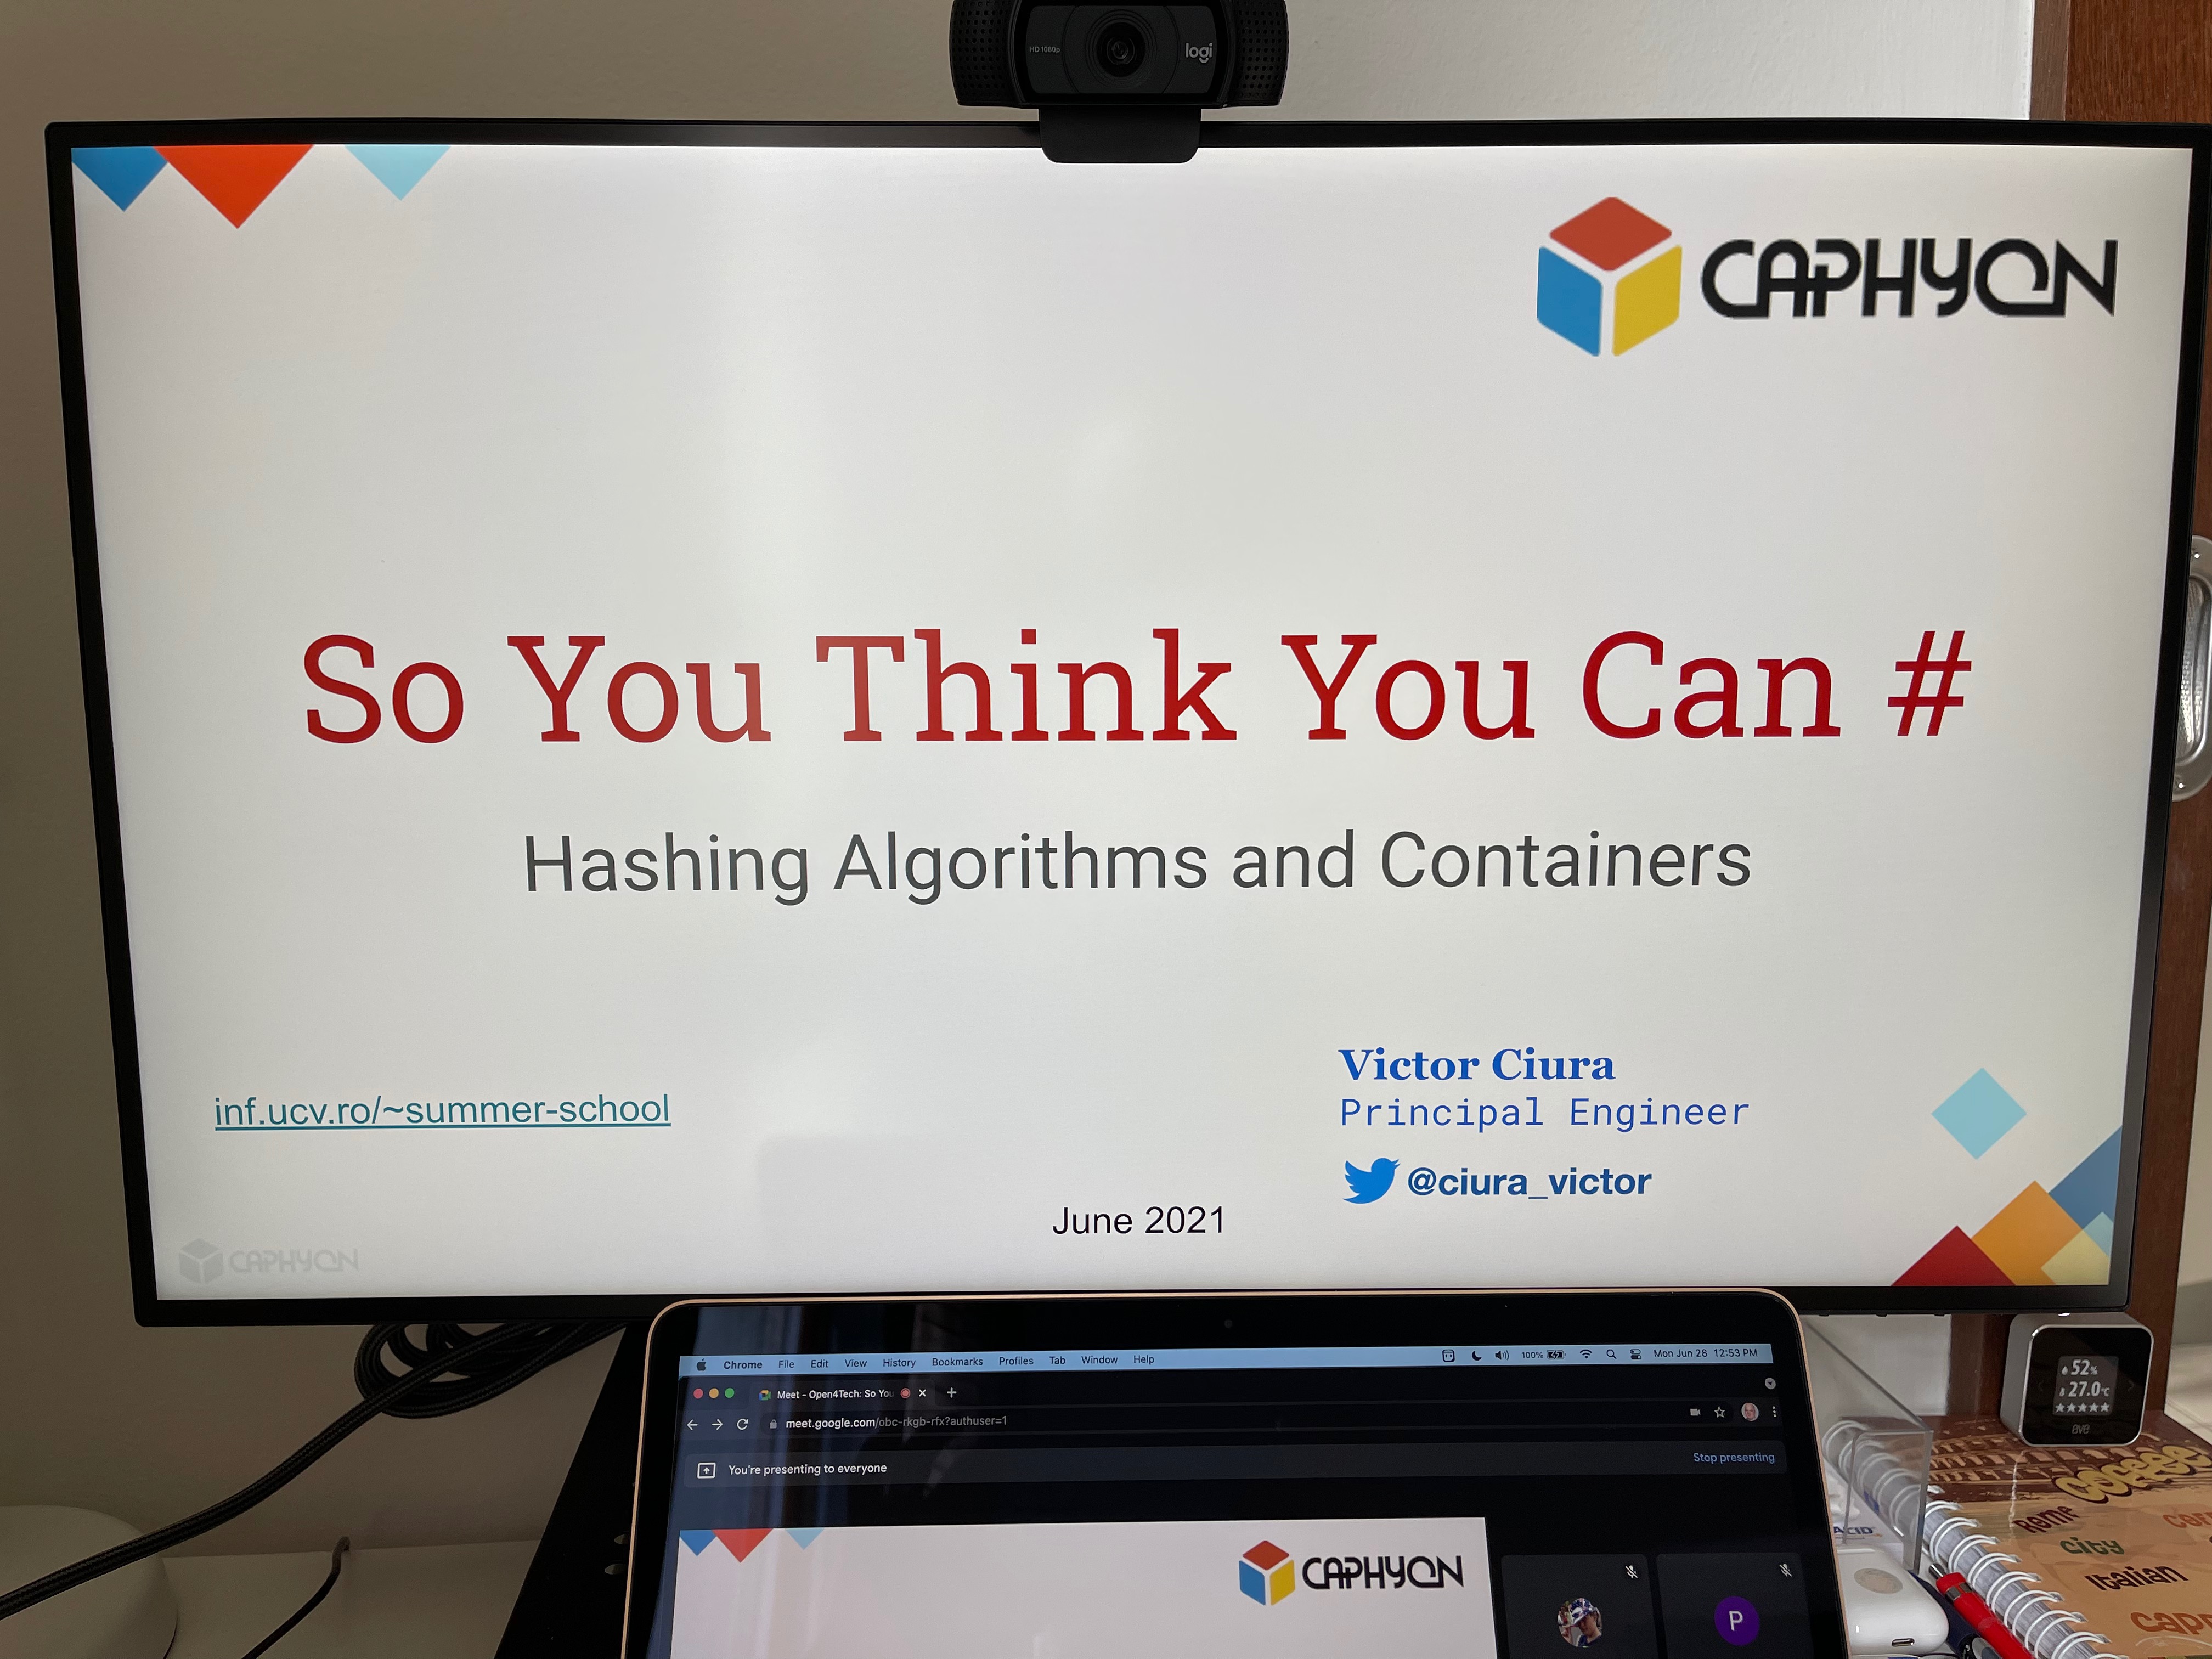 HD 1080p
logi
CAPHYON
So You Think You Can #
Hashing Algorithms and Containers
Victor Ciura
Principal Engineer
inf.ucv.ro/~summer-school
@ciura_victor
June 2021
CAPHYON
Chrome File Edit View History Bookmarks Profiles Tab Window Help 100% Mon Jun 28 12:53 PM
Meet - Open4Tech: So You
meet.google.com/obc-rkgb-rfx?authuser=1
You're presenting to everyone Stop presenting
CAPHYON
P
52%
27.0°C
eve
ACID
city
Italian